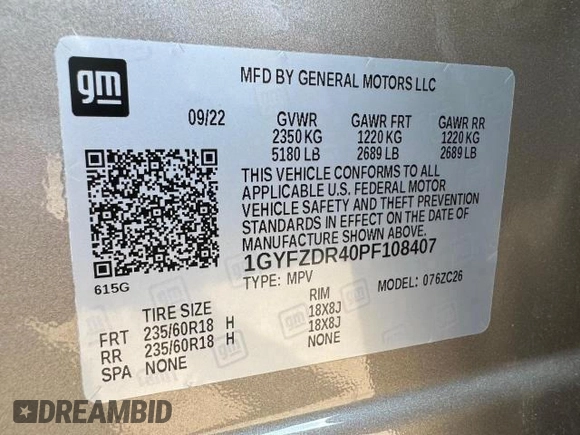 gm
MFD BY GENERAL MOTORS LLC
09/22 GVWR GAWR FRT GAWR RR
2350 KG 1220 KG 1220 KG
5180 LB 2689 LB 2689 LB
THIS VEHICLE CONFORMS TO ALL
APPLICABLE U.S. FEDERAL MOTOR
VEHICLE SAFETY AND THEFT PREVENTION
STANDARDS IN EFFECT ON THE DATE OF
MANUFACTURE SHOWN ABOVE.
1GYFZDR40PF108407
615G TYPE: MPV MODEL: 076ZC26
TIRE SIZE RIM
FRT 235/60R18 H 18X8J
RR 235/60R18 H 18X8J
SPA NONE NONE
DREAMBID